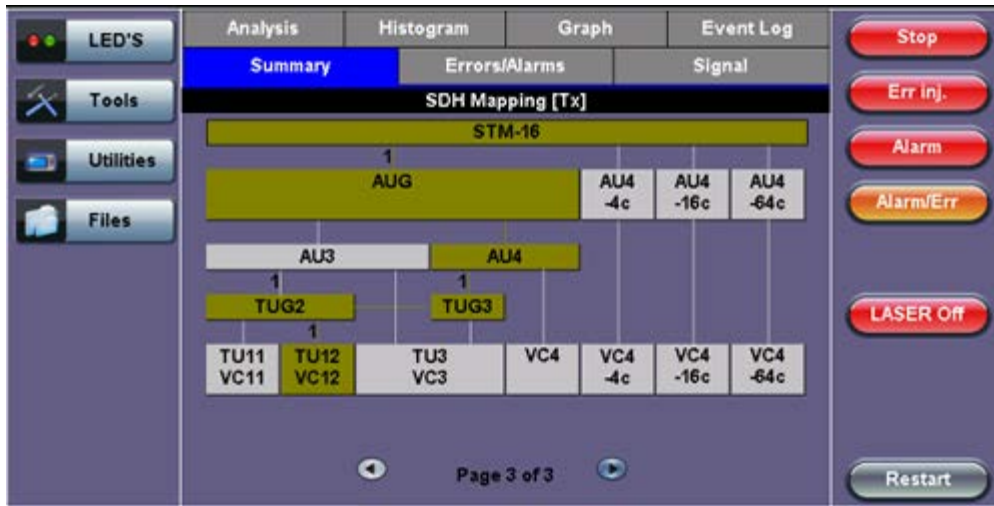 LED'S
Tools
Utilities
Files
Analysis Histogram Graph Event Log
Summary Errors/Alarms Signal
SDH Mapping [Tx]
STM-16
1
AUG
AU4 AU4 AU4
-4c -16c -64c
AU3 AU4
1 1
TUG2 TUG3
1
TU11 TU12 TU3 VC4 VC4 VC4 VC4
VC11 VC12 VC3 -4c -16c -64c
Page 3 of 3
Stop
Err inj.
Alarm
Alarm/Err
LASER Off
Restart